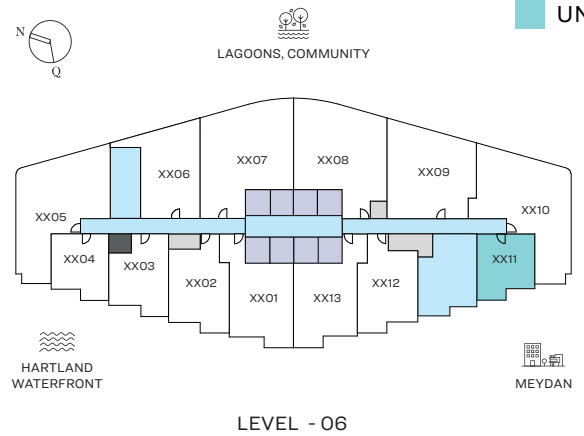 UN
N
Q
LAGOONS, COMMUNITY
XX06
XX07
XX08
XX09
XX05
XX10
XX04
XX03
XX02
XX01
XX13
XX12
XX11
HARTLAND
WATERFRONT
MEYDAN
LEVEL - 06